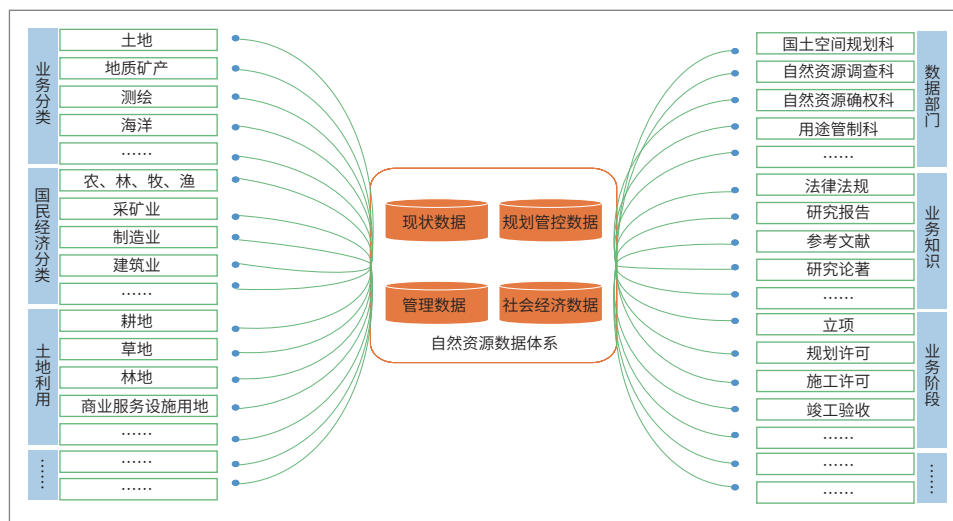 业务分类
土地
地质矿产
测绘
海洋
……
国民经济分类
农、林、牧、渔
采矿业
制造业
建筑业
……
土地利用
耕地
草地
林地
商业服务设施用地
……
……
……
……
现状数据
规划管控数据
管理数据
社会经济数据
自然资源数据体系
国土空间规划科
自然资源调查科
自然资源确权科
用途管制科
……
数据部门
法律法规
研究报告
参考文献
研究论著
……
业务知识
立项
规划许可
施工许可
竣工验收
……
业务阶段
……
……
……